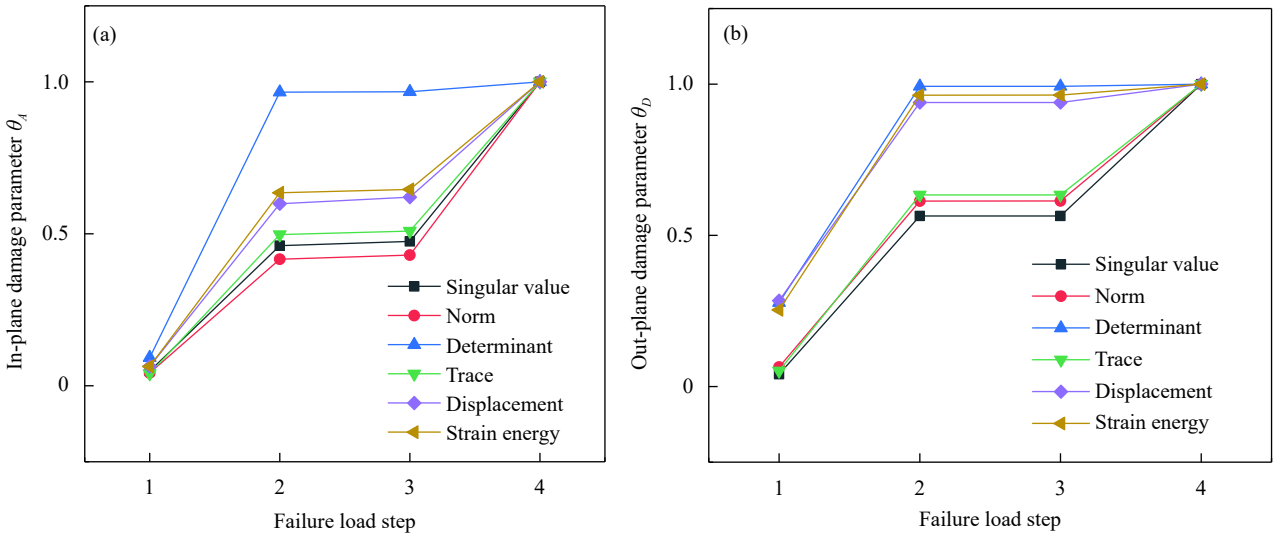 (a)
In-plane damage parameter θ_A
1.0
0.5
0
Singular value
Norm
Determinant
Trace
Displacement
Strain energy
1 2 3 4
Failure load step
(b)
Out-plane damage parameter θ_D
1.0
0.5
0
Singular value
Norm
Determinant
Trace
Displacement
Strain energy
1 2 3 4
Failure load step